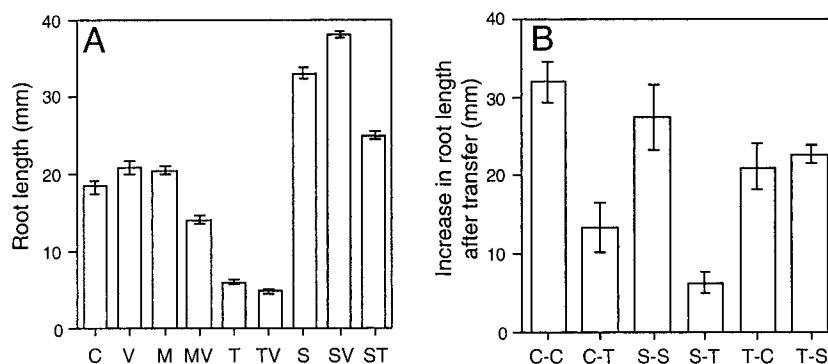 A
Root length (mm)
40
30
20
10
0
C V M MV T TV S SV ST
B
Increase in root length
after transfer (mm)
40
30
20
10
0
C-C C-T S-S S-T T-C T-S